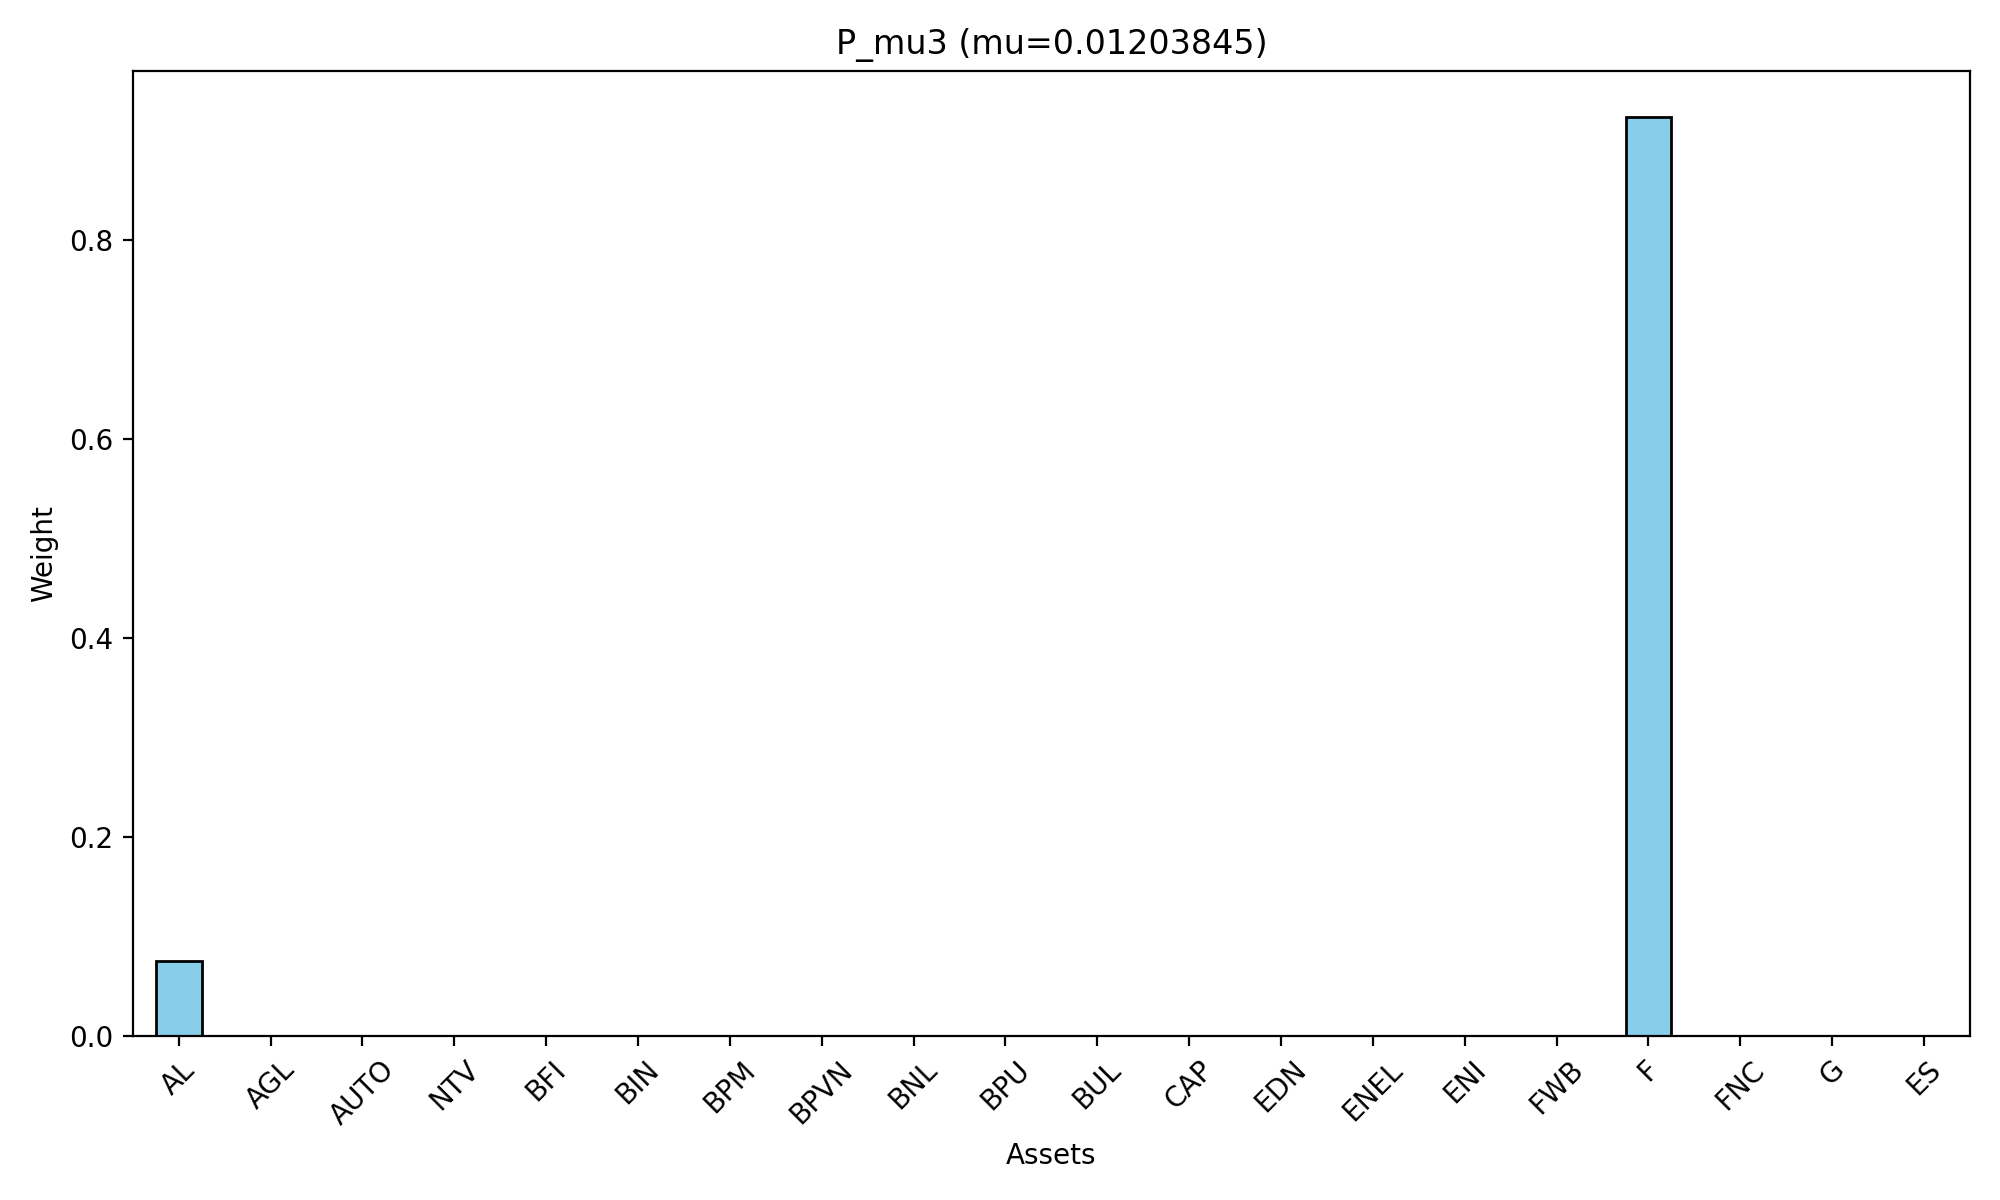 P_mu3 (mu=0.01203845)
Weight
0.8
0.6
0.4
0.2
0.0
AL AGL AUTO NTV BFI BIN BPM BPVN BNL BPU BUL CAP EDN ENEL ENI FWB F FNC G ES
Assets